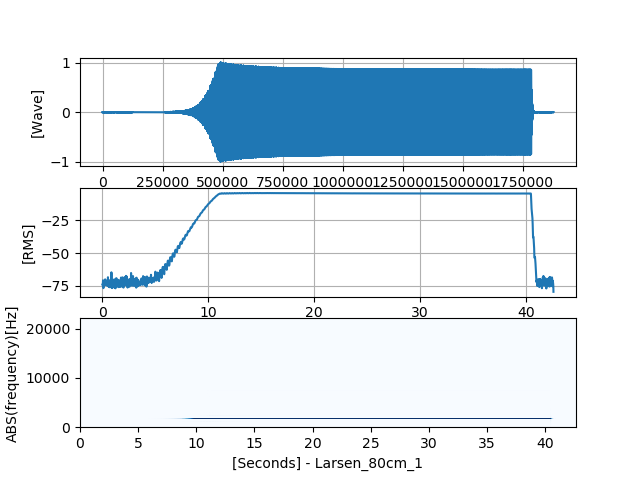 1
0
−1
[Wave]
0 250000 500000 750000 1000000 1250000 1500000 1750000
−25
−50
−75
[RMS]
0 10 20 30 40
20000
10000
0
ABS(frequency)[Hz]
0 5 10 15 20 25 30 35 40
[Seconds] - Larsen_80cm_1